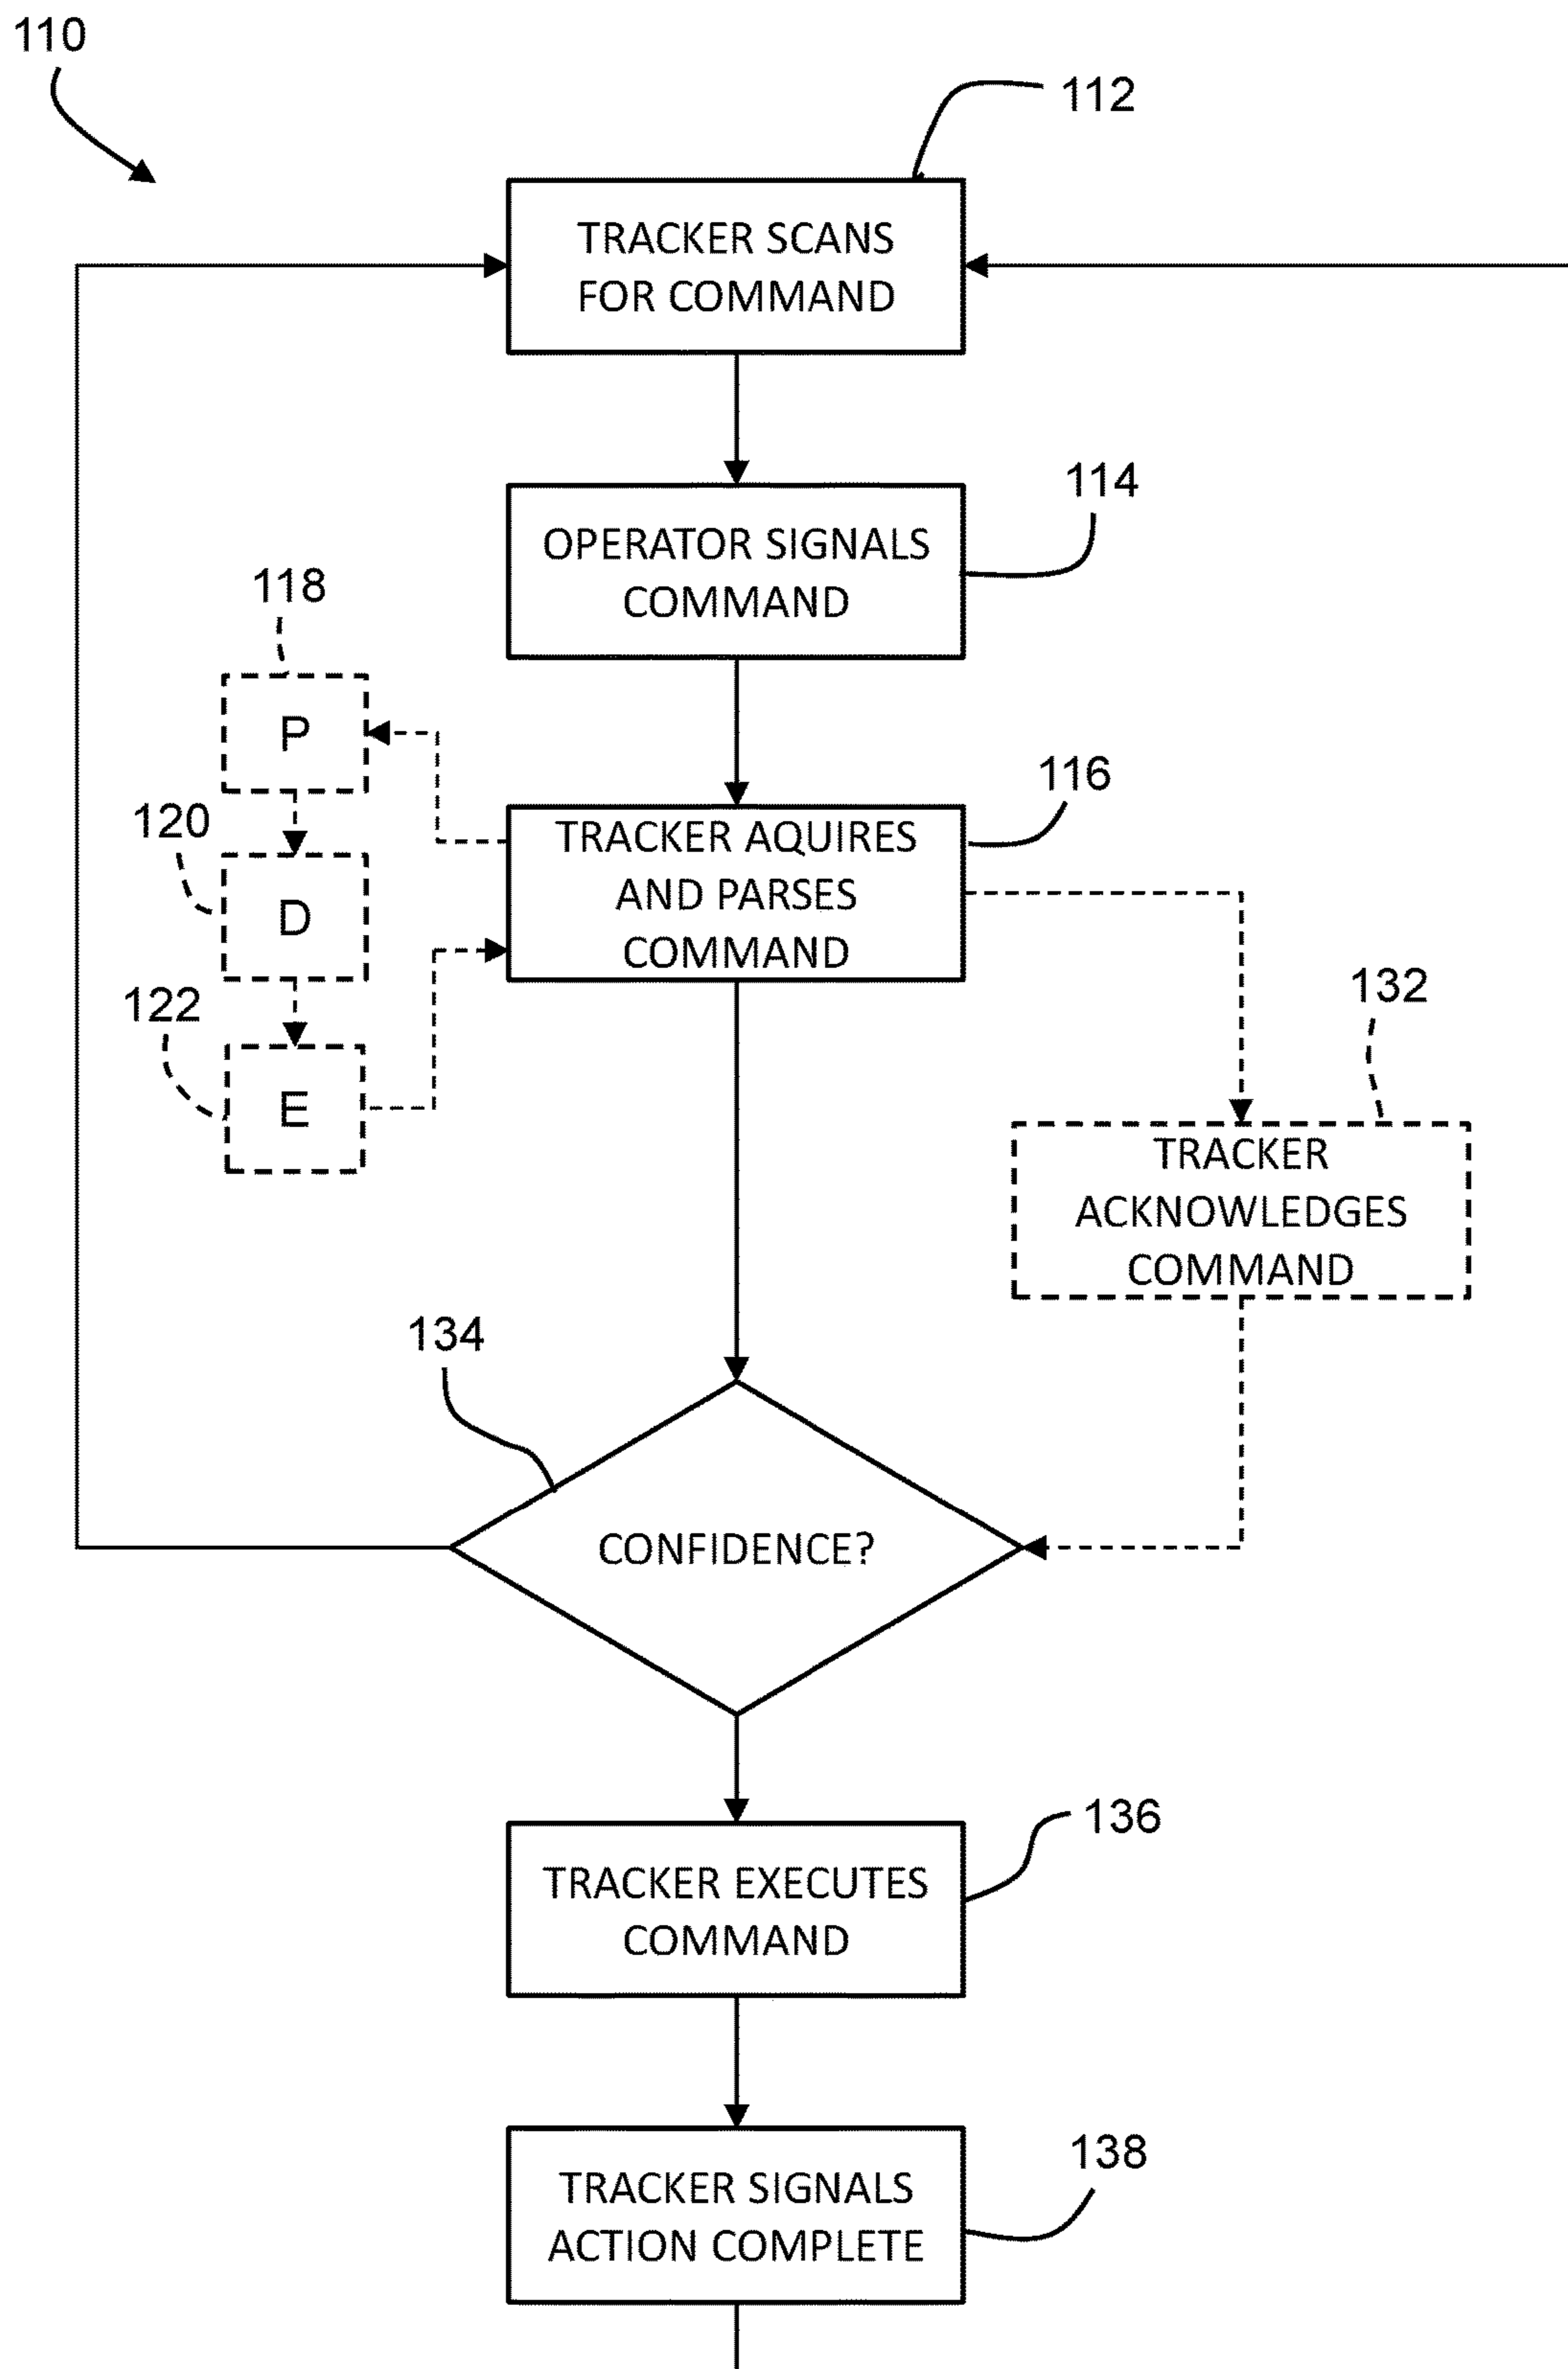 110
112
TRACKER SCANS
FOR COMMAND
114
OPERATOR SIGNALS
COMMAND
118
P
116
TRACKER AQUIRES
AND PARSES
COMMAND
120
D
122
E
132
TRACKER
ACKNOWLEDGES
COMMAND
134
CONFIDENCE?
136
TRACKER EXECUTES
COMMAND
138
TRACKER SIGNALS
ACTION COMPLETE